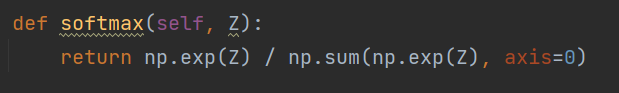 def softmax(self, Z):
return np.exp(Z) / np.sum(np.exp(Z), axis=0)